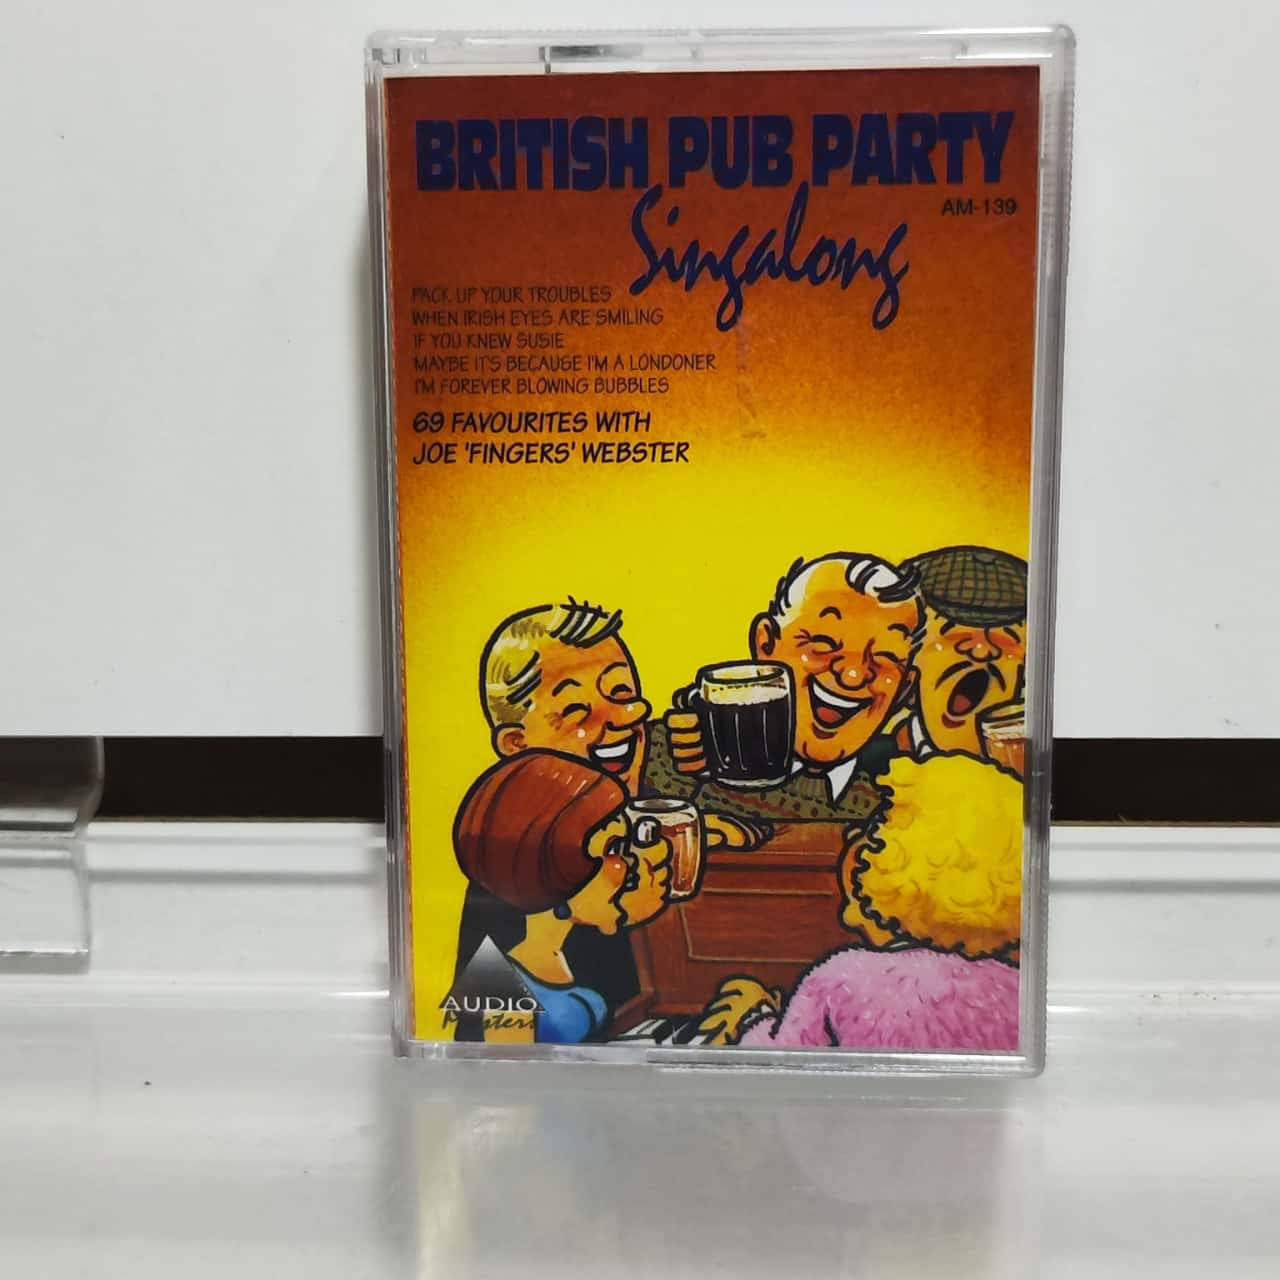 BRITISH PUB PARTY
Singalong
AM-139
PACK UP YOUR TROUBLES
WHEN IRISH EYES ARE SMILING
IF YOU KNEW SUSIE
MAYBE IT'S BECAUSE I'M A LONDONER
I'M FOREVER BLOWING BUBBLES
69 FAVOURITES WITH
JOE 'FINGERS' WEBSTER
AUDIO
Masters